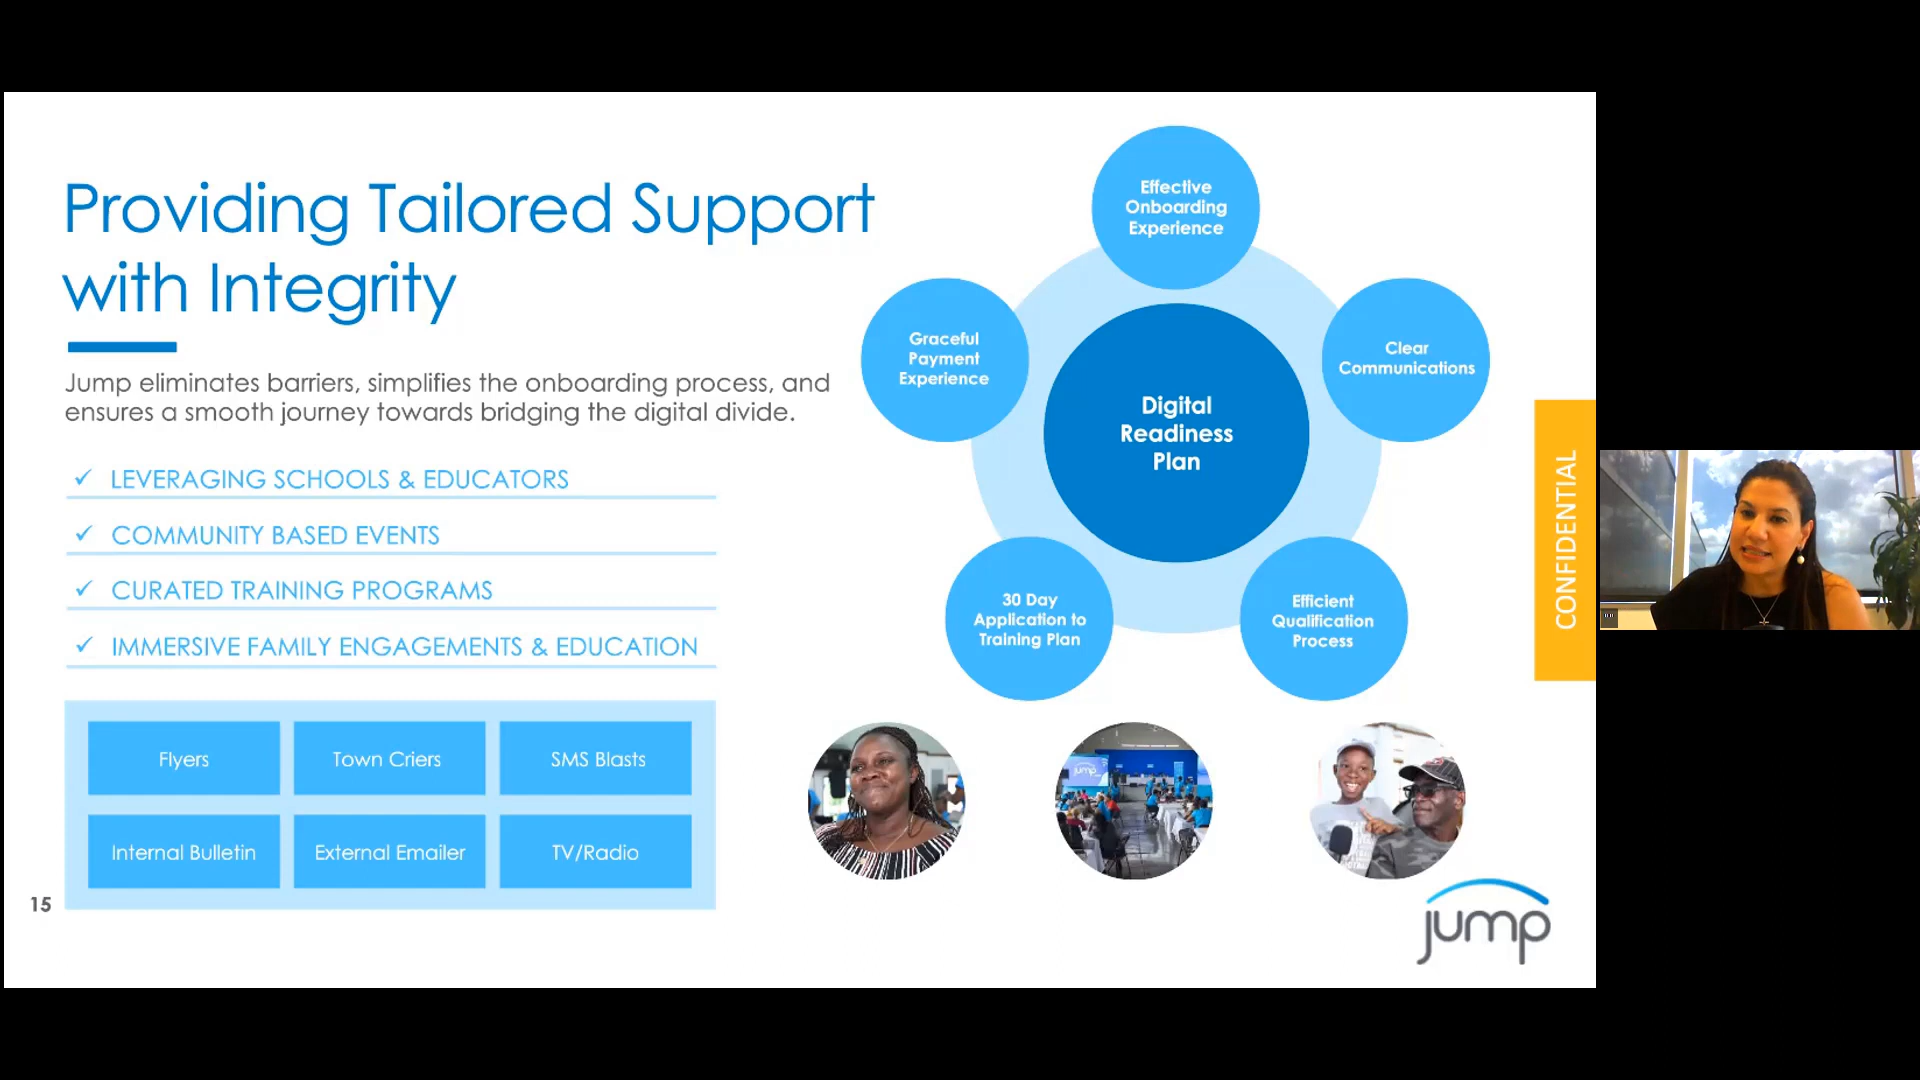 Providing Tailored Support
with Integrity
Jump eliminates barriers, simplifies the onboarding process, and
ensures a smooth journey towards bridging the digital divide.
✓ LEVERAGING SCHOOLS & EDUCATORS
✓ COMMUNITY BASED EVENTS
✓ CURATED TRAINING PROGRAMS
✓ IMMERSIVE FAMILY ENGAGEMENTS & EDUCATION
Flyers
Town Criers
SMS Blasts
Internal Bulletin
External Emailer
TV/Radio
15
Effective
Onboarding
Experience
Graceful
Payment
Experience
Clear
Communications
Digital
Readiness
Plan
30 Day
Application to
Training Plan
Efficient
Qualification
Process
CONFIDENTIAL
jump
jump